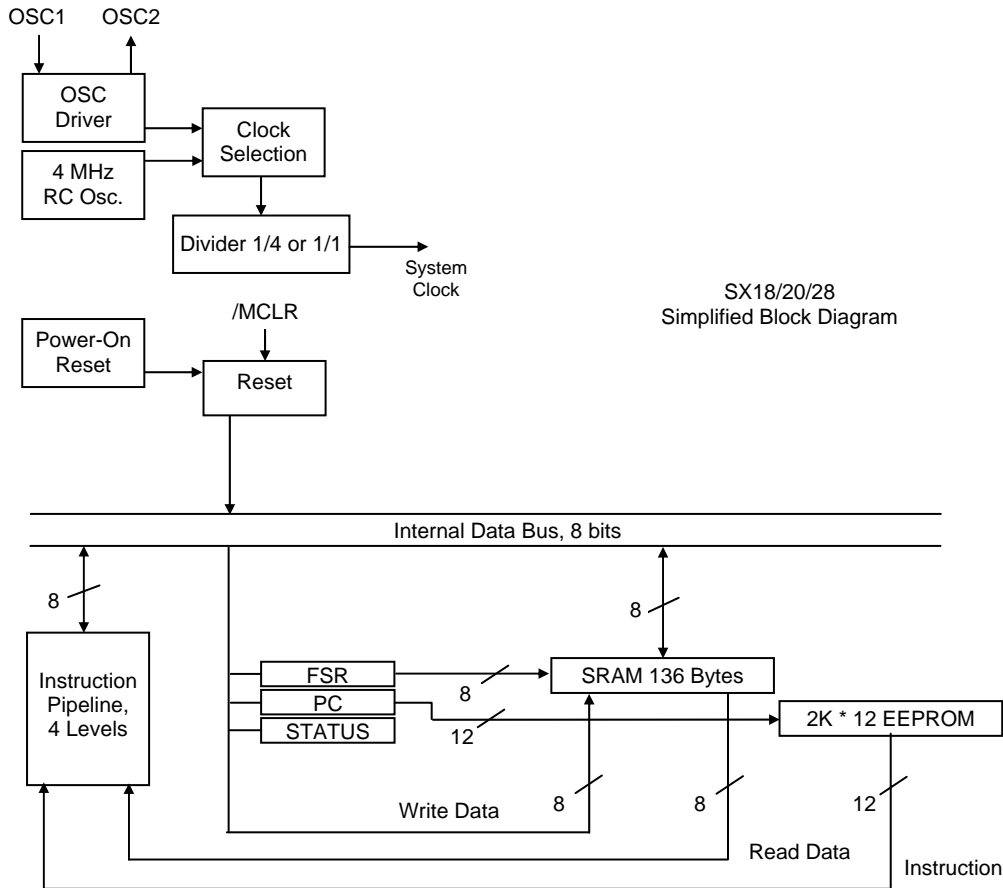 OSC1 OSC2
OSC
Driver
Clock
Selection
4 MHz
RC Osc.
Divider 1/4 or 1/1
System
Clock
SX18/20/28
Simplified Block Diagram
/MCLR
Power-On
Reset
Reset
Internal Data Bus, 8 bits
8
8
Instruction
Pipeline,
4 Levels
FSR
8
SRAM 136 Bytes
PC
12
2K * 12 EEPROM
STATUS
Write Data
8
8
12
Read Data
Instruction